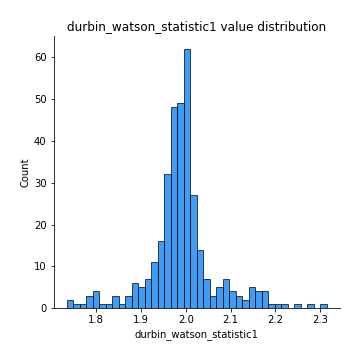 durbin_watson_statistic1 value distribution
60
50
40
30
20
10
0
Count
1.8 1.9 2.0 2.1 2.2 2.3
durbin_watson_statistic1